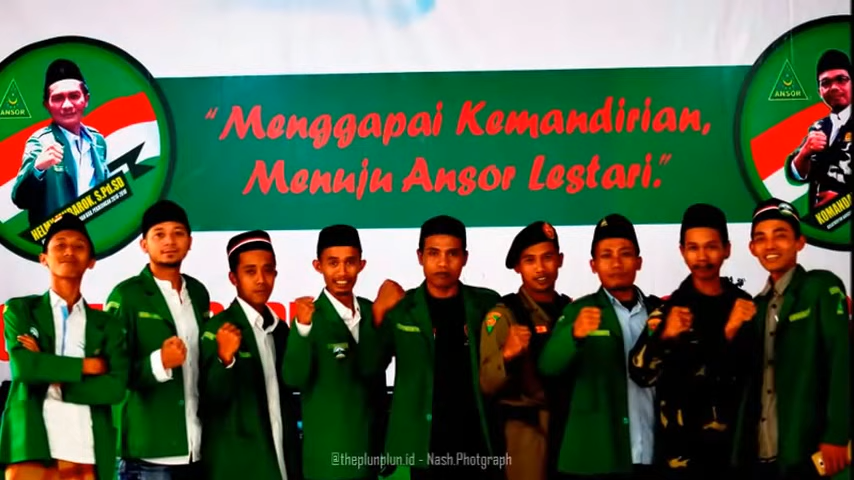 ANSOR
ANSOR
"Menggapai Kemandirian,
Menuju Ansor Lestari."
@theplunplun.id - Nash.Photgraph